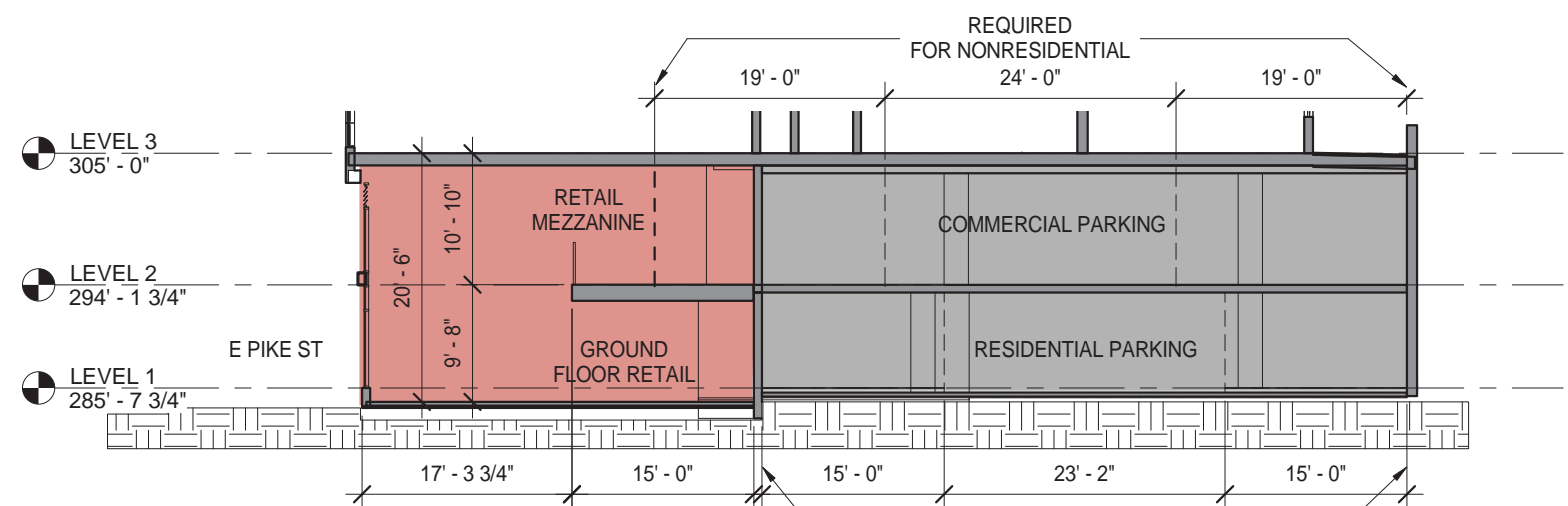 REQUIRED
FOR NONRESIDENTIAL
19' - 0"
24' - 0"
19' - 0"
LEVEL 3
305' - 0"
RETAIL
MEZZANINE
COMMERCIAL PARKING
10' - 10"
20' - 6"
LEVEL 2
294' - 1 3/4"
9' - 8"
E PIKE ST
GROUND
FLOOR RETAIL
RESIDENTIAL PARKING
LEVEL 1
285' - 7 3/4"
17' - 3 3/4"
15' - 0"
15' - 0"
23' - 2"
15' - 0"